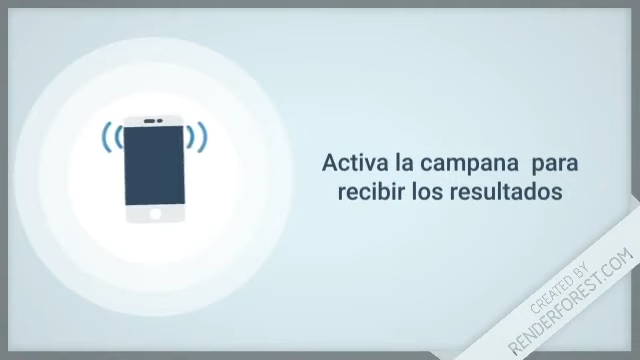 Activa la campana  para
recibir los resultados
CREATED BY
RENDERFOREST.COM